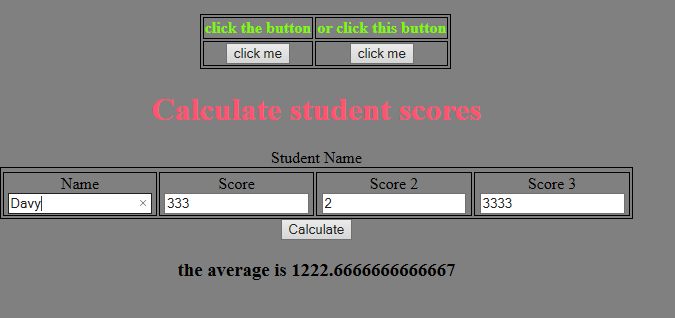 click the button or click this button
click me click me
Calculate student scores
Student Name
Name Score Score 2 Score 3
Davy × 333 2 3333
Calculate
the average is 1222.6666666666667